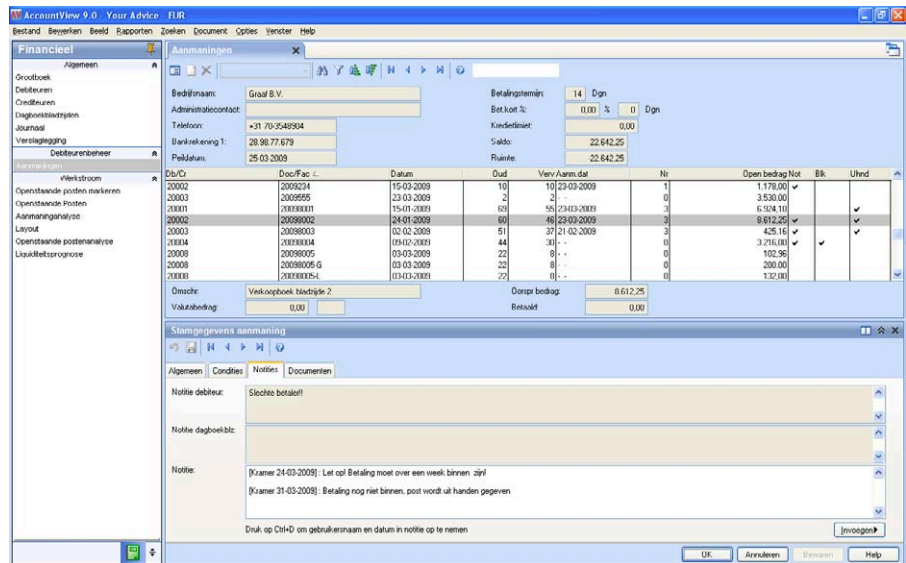 AccountView 9.0 - Your Advice - EUR
Bestand Bewerken Beeld Rapporten Zoeken Document Opties Venster Help
Financieel
Algemeen
Grootboek
Debiteuren
Crediteuren
Dagboekbladzijden
Journaal
Verslaglegging
Debiteurenbeheer
Aanmaningen
Werkstroom
Openstaande posten markeren
Openstaande Posten
Aanmaninganalyse
Layout
Openstaande postenanalyse
Liquiditeitsprognose
Aanmaningen
Bedrijfsnaam: Graaf B.V. Betalingstermijn: 14 Dgn
Administratiecontact: Bet.kort %: 0,00 % 0 Dgn
Telefoon: +31 70-3548904 Kredietlimiet: 0,00
Bankrekening 1: 28.98.77.679 Saldo: 22.642,25
Peildatum: 25-03-2009 Ruimte: 22.642,25
Db/Cr Doc/Fac Datum Oud Verv Aanm.dat Nr Open bedrag Not Blk Uhnd
20002 2009234 15-03-2009 10 10 23-03-2009 1 1.178,00 ✔
20003 2009555 23-03-2009 2 2 - - 0 3.530,00
20001 20098001 15-01-2009 69 55 23-03-2009 3 6.924,10 ✔
20002 20098002 24-01-2009 60 46 23-03-2009 3 8.612,25 ✔ ✔
20003 20098003 02-02-2009 51 37 21-02-2009 3 425,16 ✔ ✔
20004 20098004 09-02-2009 44 30 - - 0 3.216,00 ✔ ✔
20008 20098005 03-03-2009 22 8 - - 0 102,96
20008 20098005-G 03-03-2009 22 8 - - 0 200,00
20008 20098005-L 03-03-2009 22 8 - - 0 132,00
Omschr: Verkoopboek bladzijde 2 Oorspr bedrag: 8.612,25
Valutabedrag: 0,00 Betaald: 0,00
Stamgegevens aanmaning
Algemeen Condities Notities Documenten
Notitie debiteur: Slechte betaler!!
Notitie dagboekblz:
Notitie: [Kramer 24-03-2009] : Let op! Betaling moet over een week binnen zijn!
[Kramer 31-03-2009] : Betaling nog niet binnen, post wordt uit handen gegeven
Druk op Ctrl+D om gebruikersnaam en datum in notitie op te nemen Invoegen
OK Annuleren Bewaren Help